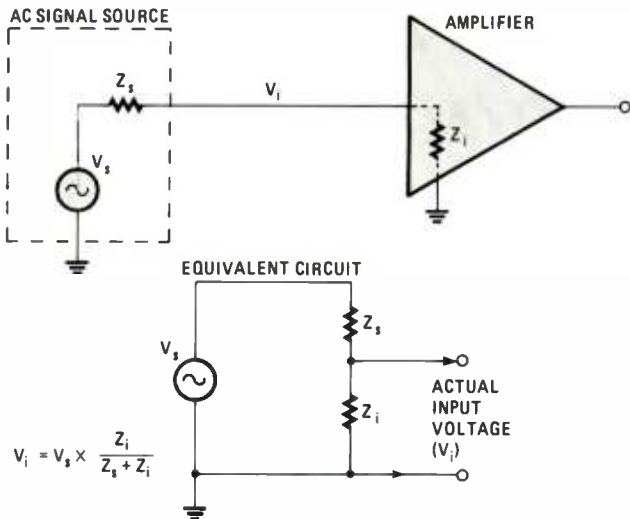 AC SIGNAL SOURCE
AMPLIFIER
Zs
Vi
Zi
Vs
EQUIVALENT CIRCUIT
Zs
Vs
Zi
ACTUAL
INPUT
VOLTAGE
(Vi)
Vi = Vs × Zi / Zs + Zi